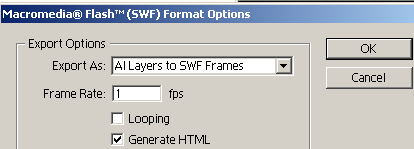 Macromedia® Flash™ (SWF) Format Options
Export Options
OK
Export As: AI Layers to SWF Frames
Cancel
Frame Rate: 1 fps
Looping
Generate HTML